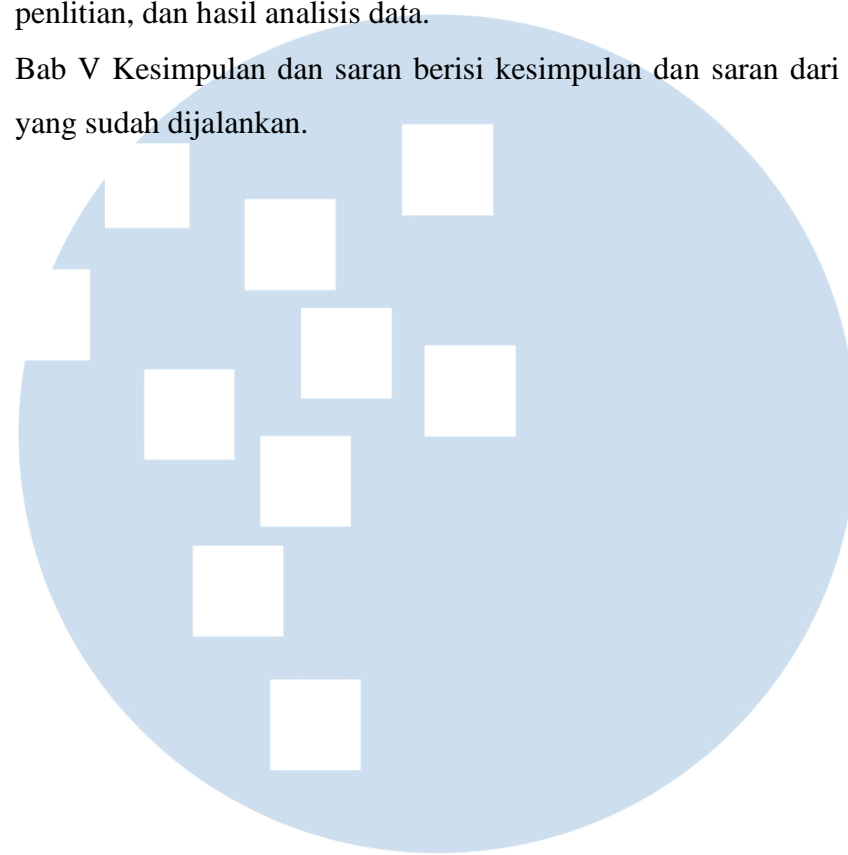 penlitian, dan hasil analisis data.
Bab V Kesimpulan dan saran berisi kesimpulan dan saran dari
yang sudah dijalankan.